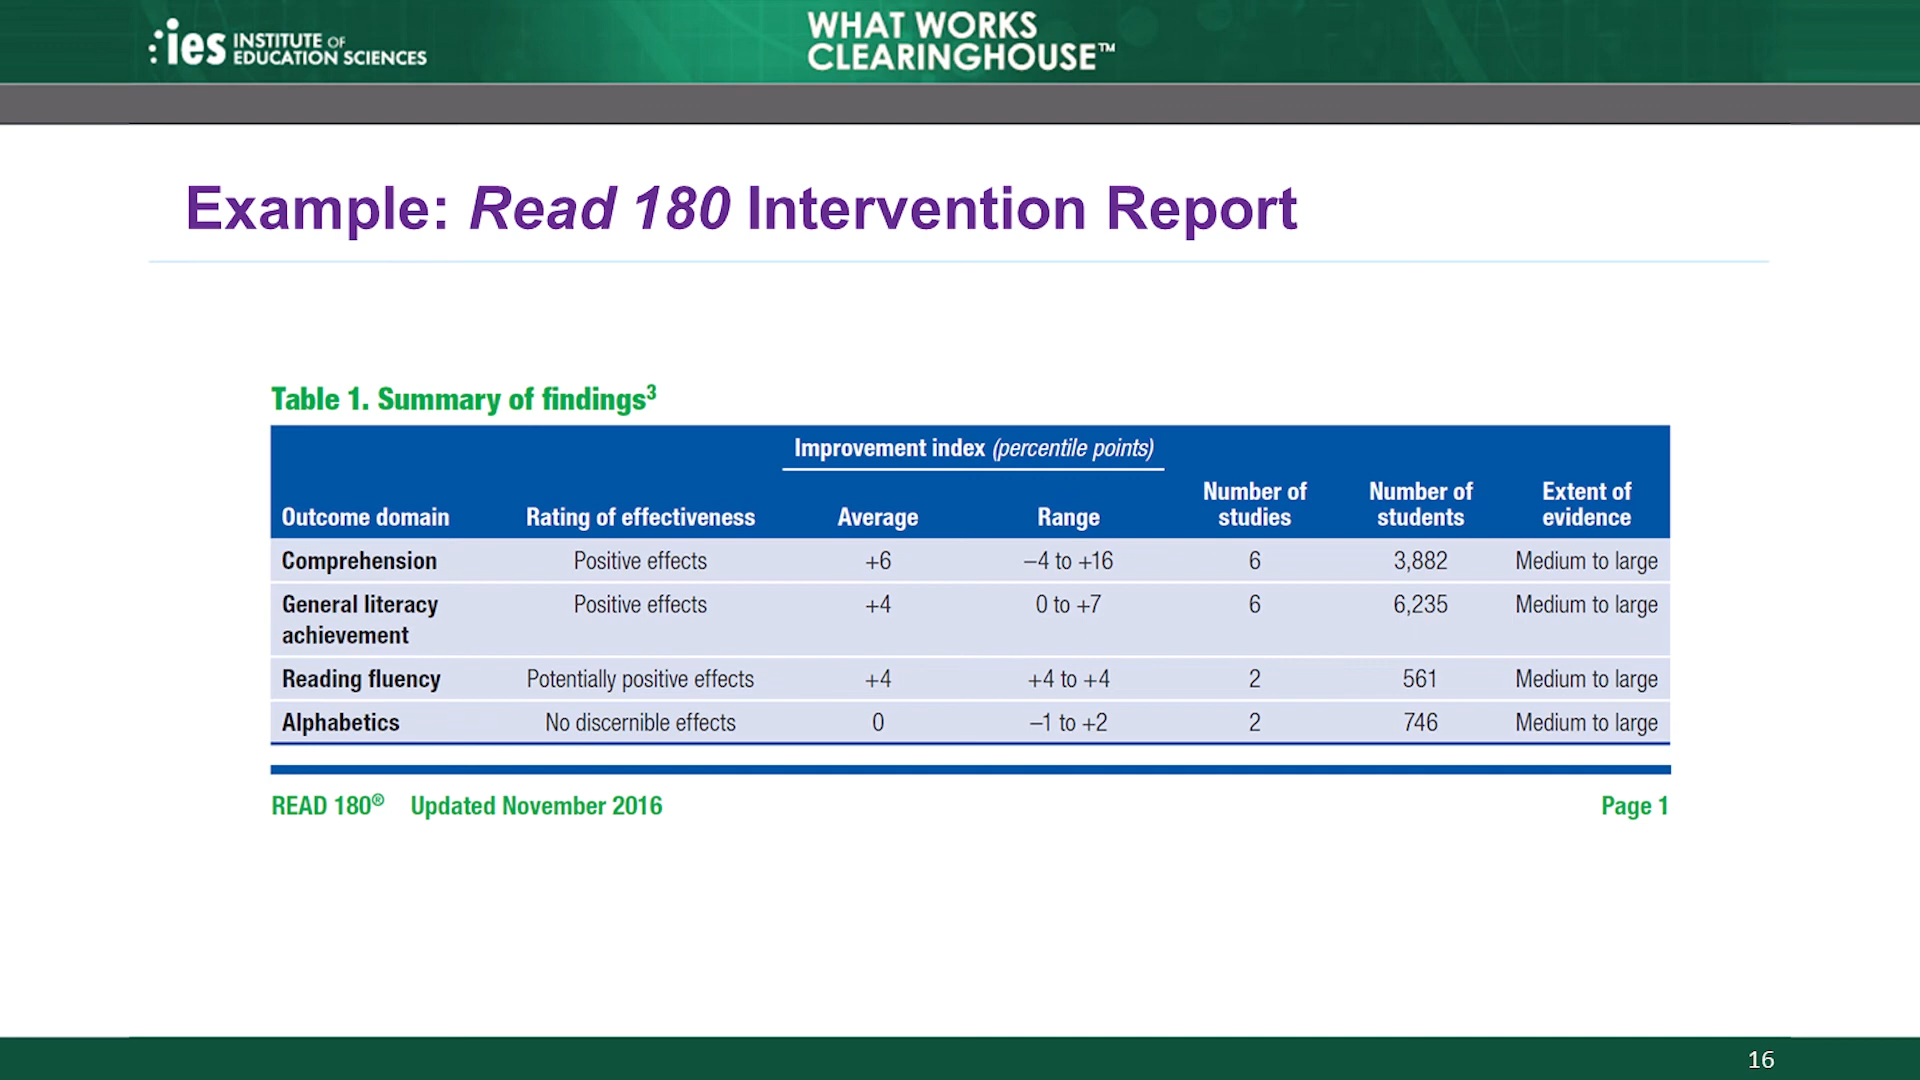 ies INSTITUTE OF
EDUCATION SCIENCES
WHAT WORKS
CLEARINGHOUSE™
Example: Read 180 Intervention Report
Table 1. Summary of findings³
Improvement index (percentile points)
Outcome domain Rating of effectiveness Average Range Number of studies Number of students Extent of evidence
Comprehension Positive effects +6 –4 to +16 6 3,882 Medium to large
General literacy achievement Positive effects +4 0 to +7 6 6,235 Medium to large
Reading fluency Potentially positive effects +4 +4 to +4 2 561 Medium to large
Alphabetics No discernible effects 0 –1 to +2 2 746 Medium to large
READ 180® Updated November 2016 Page 1
16